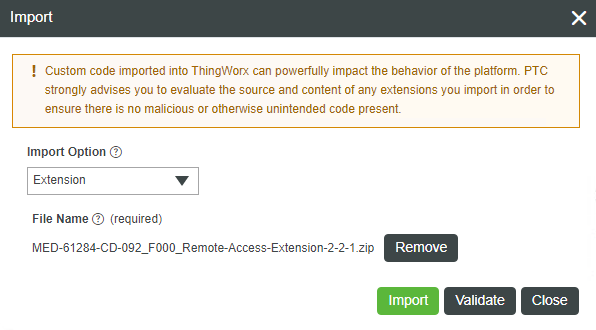 Import
! Custom code imported into ThingWorx can powerfully impact the behavior of the platform. PTC
strongly advises you to evaluate the source and content of any extensions you import in order to
ensure there is no malicious or otherwise unintended code present.
Import Option ?
Extension
File Name ? (required)
MED-61284-CD-092_F000_Remote-Access-Extension-2-2-1.zip Remove
Import Validate Close